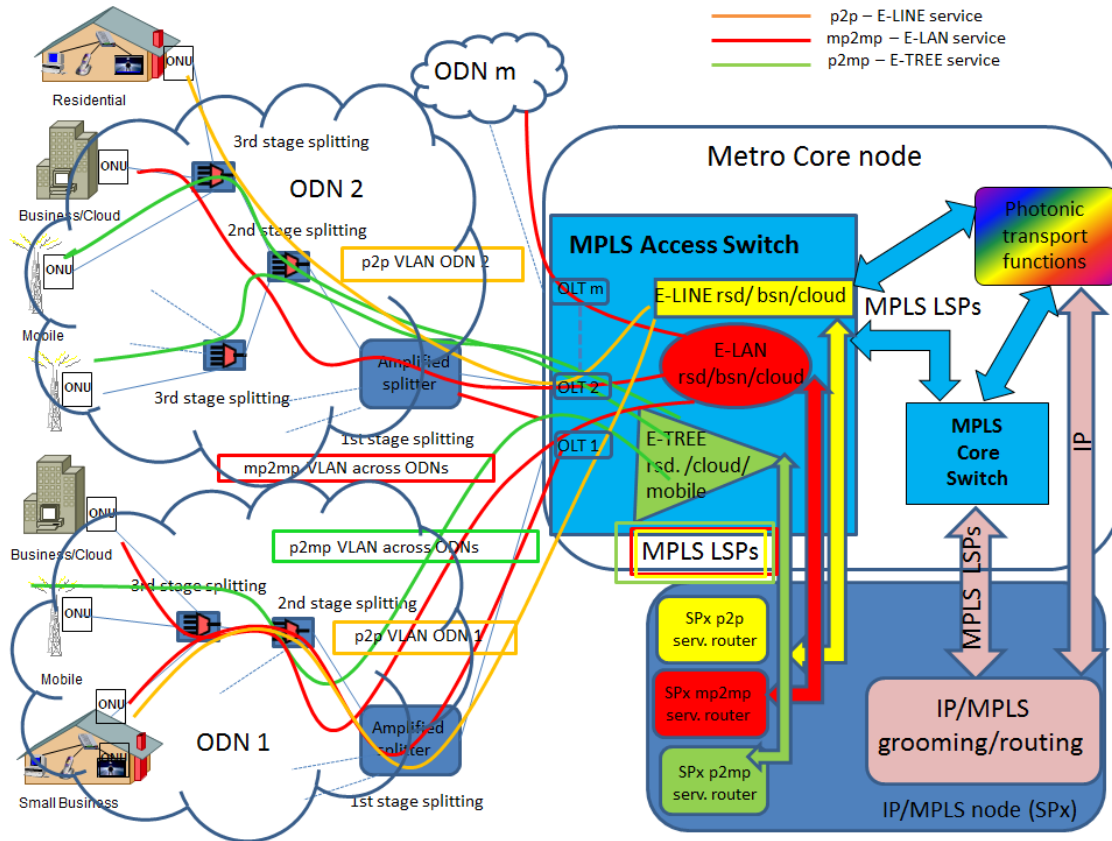 p2p – E-LINE service
mp2mp – E-LAN service
p2mp – E-TREE service
ONU
Residential
ODN m
3rd stage splitting
ONU
ODN 2
Business/Cloud
2nd stage splitting
ONU
p2p VLAN ODN 2
Mobile
Amplified
splitter
ONU
3rd stage splitting
1st stage splitting
mp2mp VLAN across ODNs
Metro Core node
MPLS Access Switch
Photonic
transport
functions
OLT m
E-LINE rsd/ bsn/cloud
MPLS LSPs
E-LAN
rsd/bsn/cloud
OLT 2
OLT 1
E-TREE
rsd. /cloud/
mobile
MPLS
Core
Switch
IP
MPLS LSPs
MPLS LSPs
ONU
Business/Cloud
p2mp VLAN across ODNs
3rd stage splitting
2nd stage splitting
ONU
p2p VLAN ODN 1
Mobile
ONU
ODN 1
Amplified
splitter
ONU
Small Business
1st stage splitting
SPx p2p
serv. router
SPx mp2mp
serv. router
SPx p2mp
serv. router
IP/MPLS
grooming/routing
IP/MPLS node (SPx)